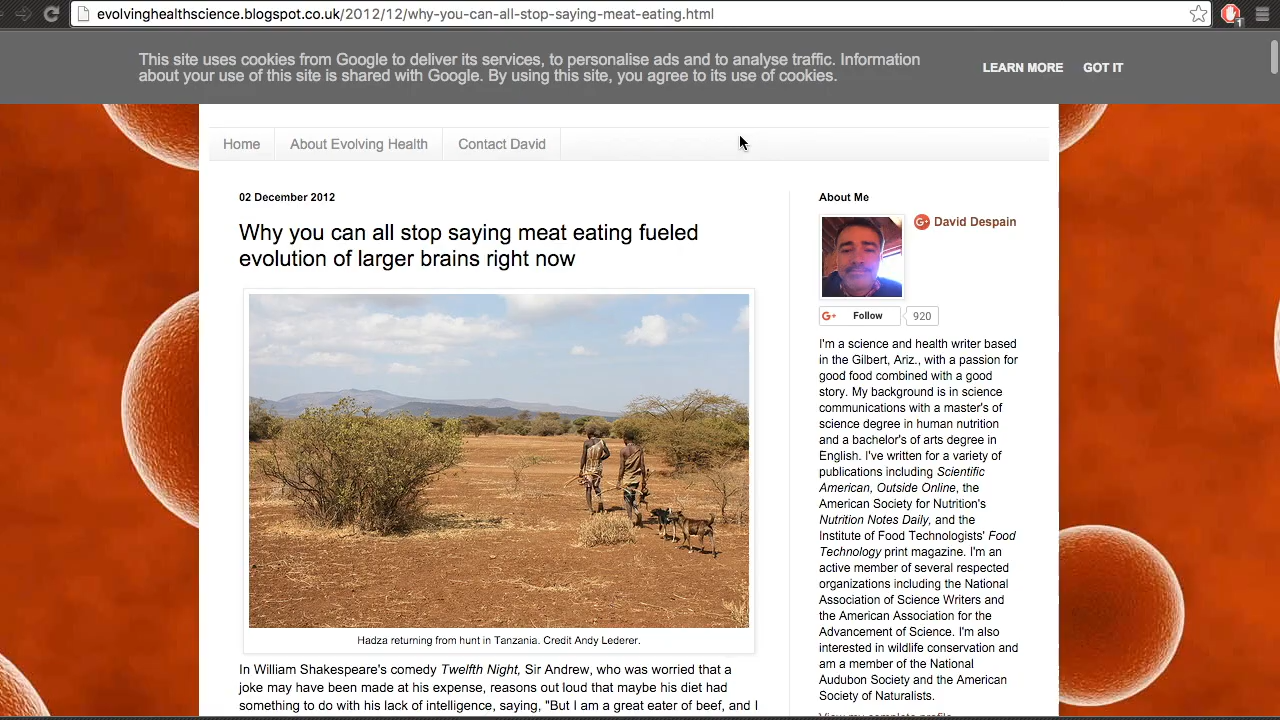 evolvinghealthscience.blogspot.co.uk/2012/12/why-you-can-all-stop-saying-meat-eating.html
1
This site uses cookies from Google to deliver its services, to personalise ads and to analyse traffic. Information
about your use of this site is shared with Google. By using this site, you agree to its use of cookies.
LEARN MORE
GOT IT
Home
About Evolving Health
Contact David
02 December 2012
Why you can all stop saying meat eating fueled
evolution of larger brains right now
Hadza returning from hunt in Tanzania. Credit Andy Lederer.
In William Shakespeare's comedy Twelfth Night, Sir Andrew, who was worried that a
joke may have been made at his expense, reasons out loud that maybe his diet had
something to do with his lack of intelligence, saying, "But I am a great eater of beef, and I
About Me
G+ David Despain
G+ Follow
920
I'm a science and health writer based
in the Gilbert, Ariz., with a passion for
good food combined with a good
story. My background is in science
communications with a master's of
science degree in human nutrition
and a bachelor's of arts degree in
English. I've written for a variety of
publications including Scientific
American, Outside Online, the
American Society for Nutrition's
Nutrition Notes Daily, and the
Institute of Food Technologists' Food
Technology print magazine. I'm an
active member of several respected
organizations including the National
Association of Science Writers and
the American Association for the
Advancement of Science. I'm also
interested in wildlife conservation and
am a member of the National
Audubon Society and the American
Society of Naturalists.
View my complete profile